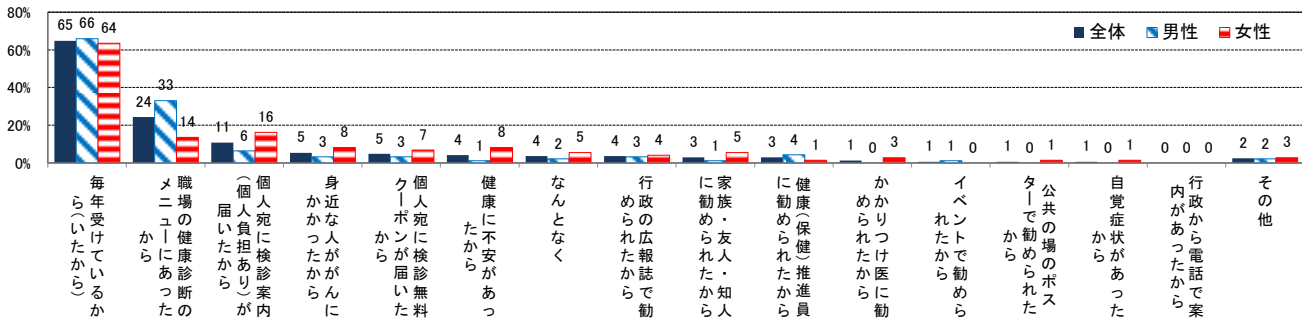 80%
60%
40%
20%
0%
全体 男性 女性
65 66 64
24 33 14
11 6 16
5 3 8
5 3 7
4 1 8
4 2 5
4 3 4
3 1 5
3 4 1
1 0 3
1 1 0
1 0 1
1 0 1
0 0 0
2 2 3
毎年受けているか
ら(いたから)
職場の健康診断の
メニューにあった
から
個人宛に検診案内
(個人負担あり)が
届いたから
身近な人ががんに
かかったから
個人宛に検診無料
クーポンが届いた
から
健康に不安があっ
たから
なんとなく
行政の広報誌で勧
められたから
家族・友人・知人
に勧められたから
健康(保健)推進員
に勧められたから
かかりつけ医に勧
められたから
イベントで勧めら
れたから
公共の場のポス
ターで勧められた
から
自覚症状があった
から
行政から電話で案
内があったから
その他